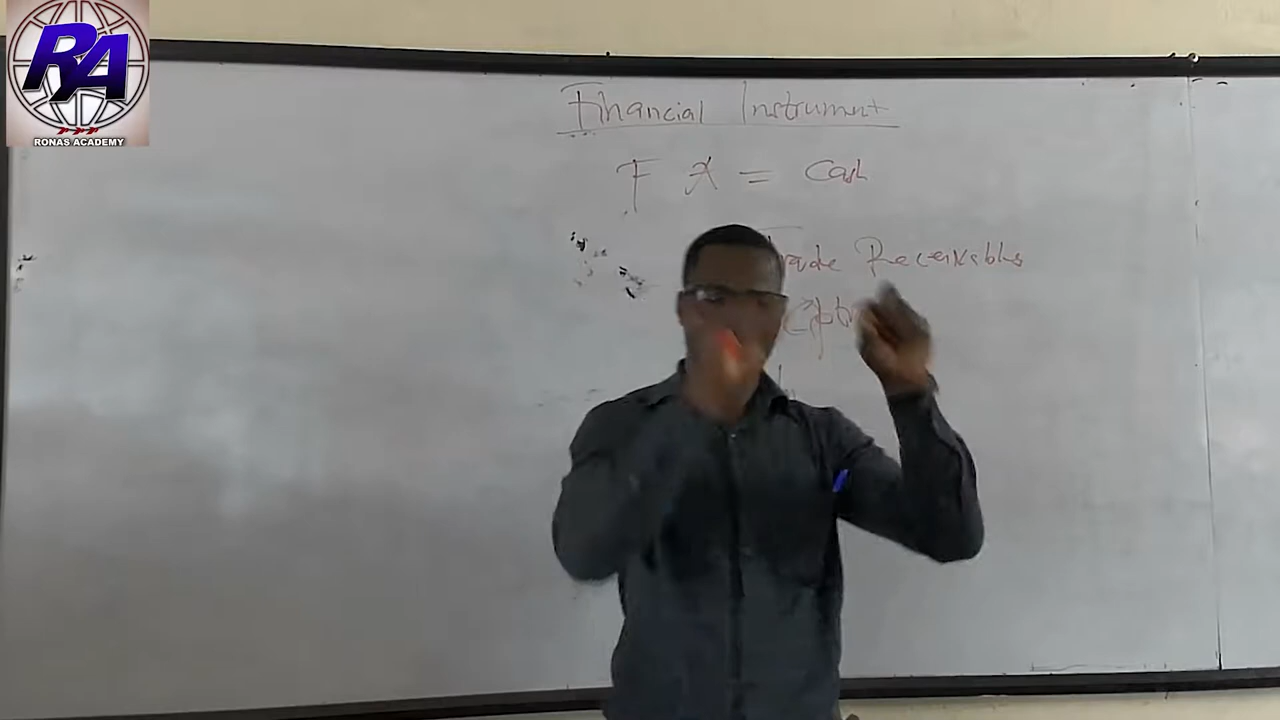 RA
RONAS ACADEMY
Financial Instrument
F A = Cash
Trade Receivables